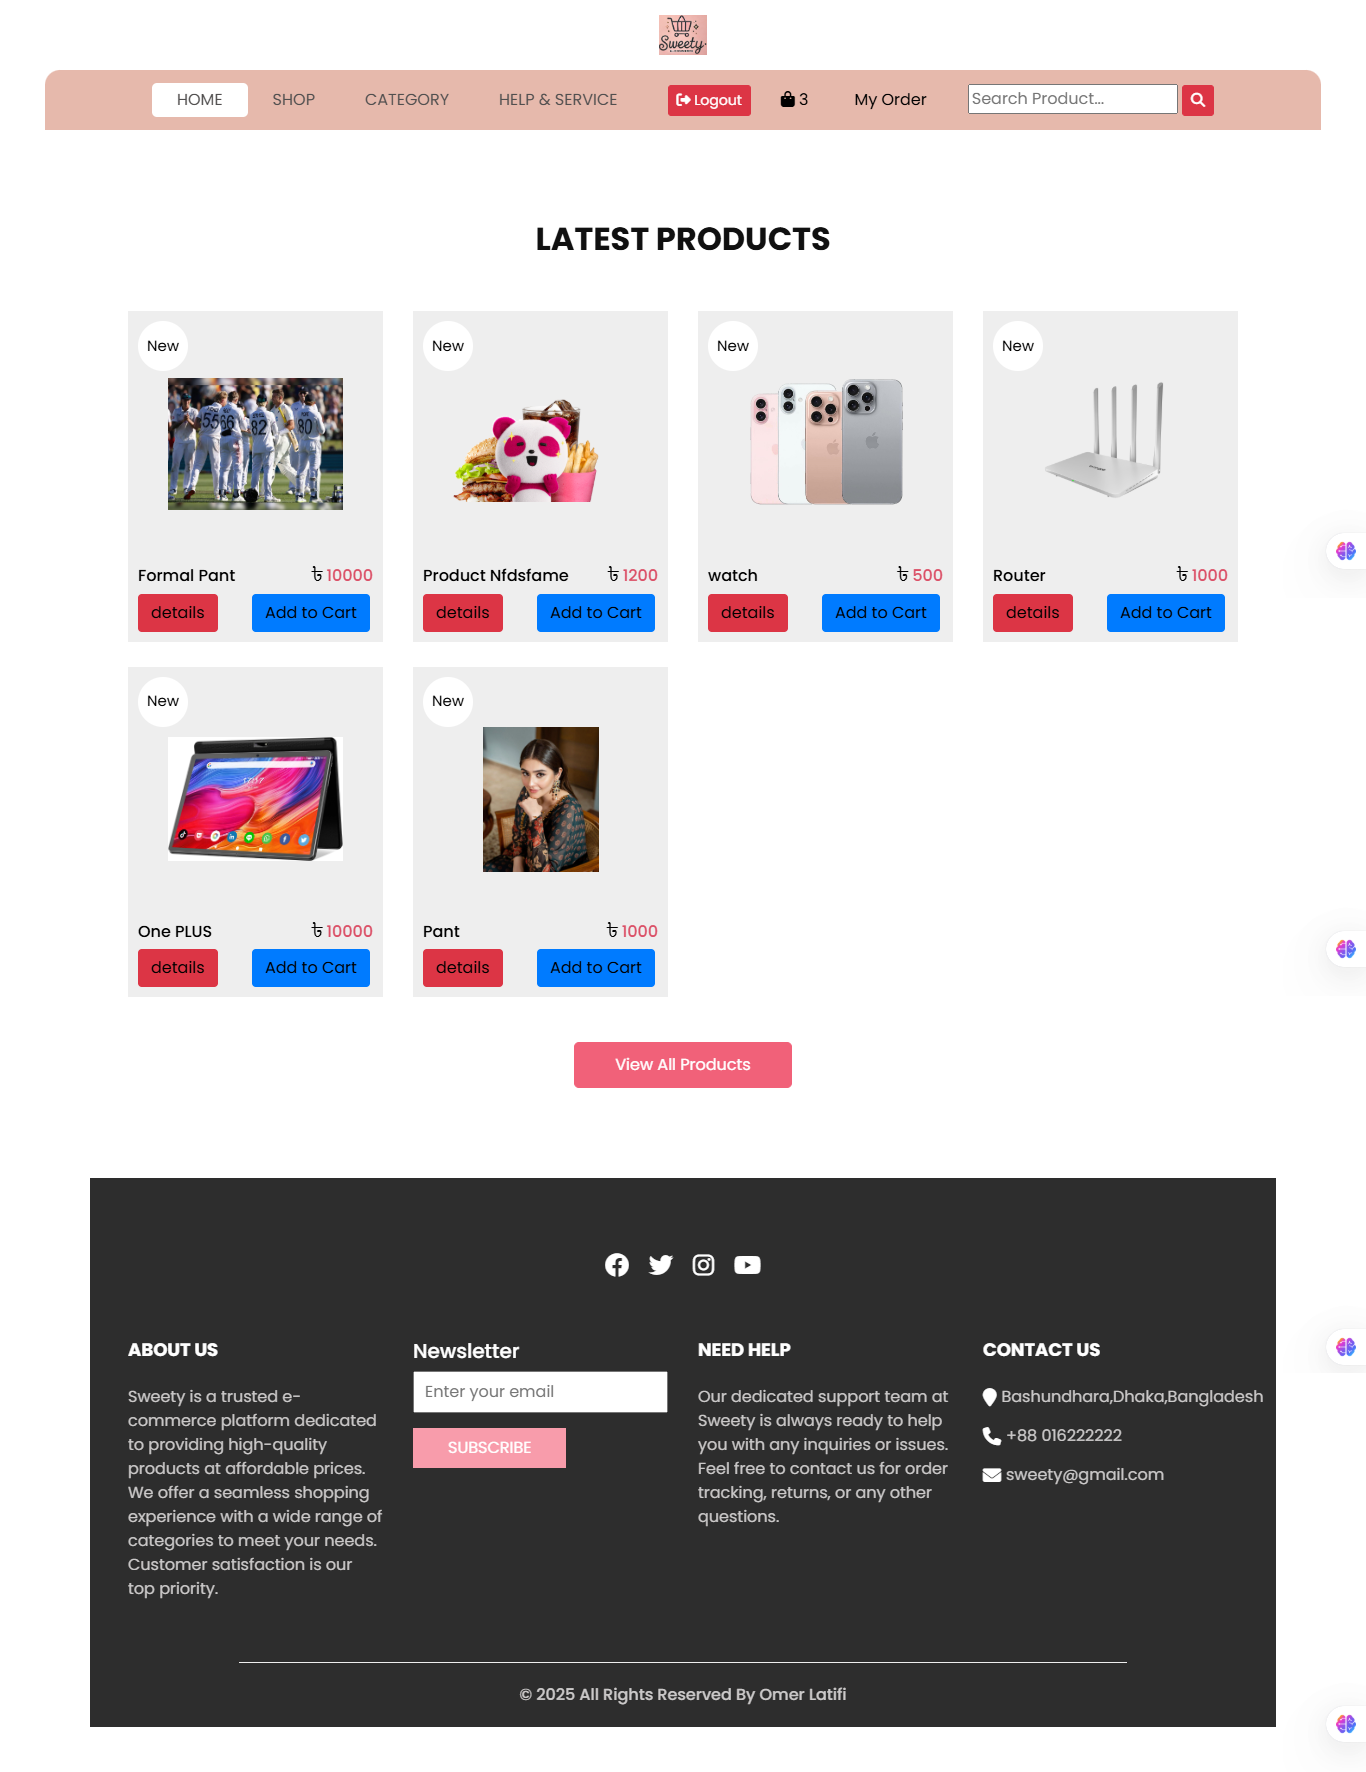 Sweety
HOME
SHOP
CATEGORY
HELP & SERVICE
Logout
3
My Order
Search Product...
LATEST PRODUCTS
New
New
New
New
55 66
82
80
Formal Pant
৳ 10000
Product Nfdsfame
৳ 1200
watch
৳ 500
Router
৳ 1000
details
Add to Cart
details
Add to Cart
details
Add to Cart
details
Add to Cart
New
New
One PLUS
৳ 10000
Pant
৳ 1000
details
Add to Cart
details
Add to Cart
View All Products
ABOUT US
Sweety is a trusted e-
commerce platform dedicated
to providing high-quality
products at affordable prices.
We offer a seamless shopping
experience with a wide range of
categories to meet your needs.
Customer satisfaction is our
top priority.
Newsletter
Enter your email
SUBSCRIBE
NEED HELP
Our dedicated support team at
Sweety is always ready to help
you with any inquiries or issues.
Feel free to contact us for order
tracking, returns, or any other
questions.
CONTACT US
Bashundhara,Dhaka,Bangladesh
+88 016222222
sweety@gmail.com
© 2025 All Rights Reserved By Omer Latifi